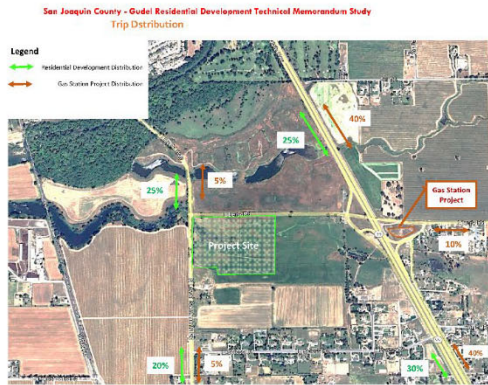 San Joaquin County - Gudel Residential Development Technical Memorandum Study
Trip Dstribution
Legend
Residential Development Distribution
Gas Station Project Distribution
40%
25%
5%
25%
Gas Station
Project
Project Site
10%
20%
5%
30%
40%